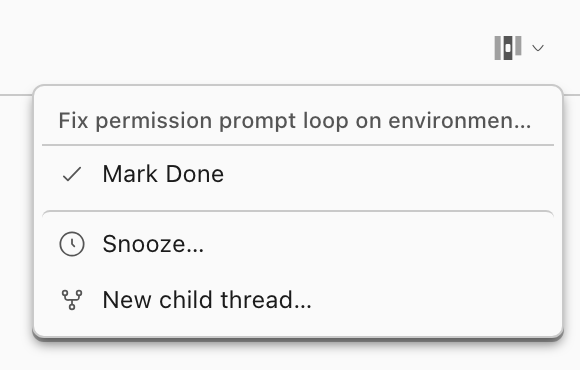 Fix permission prompt loop on environmen...
Mark Done
Snooze...
New child thread...